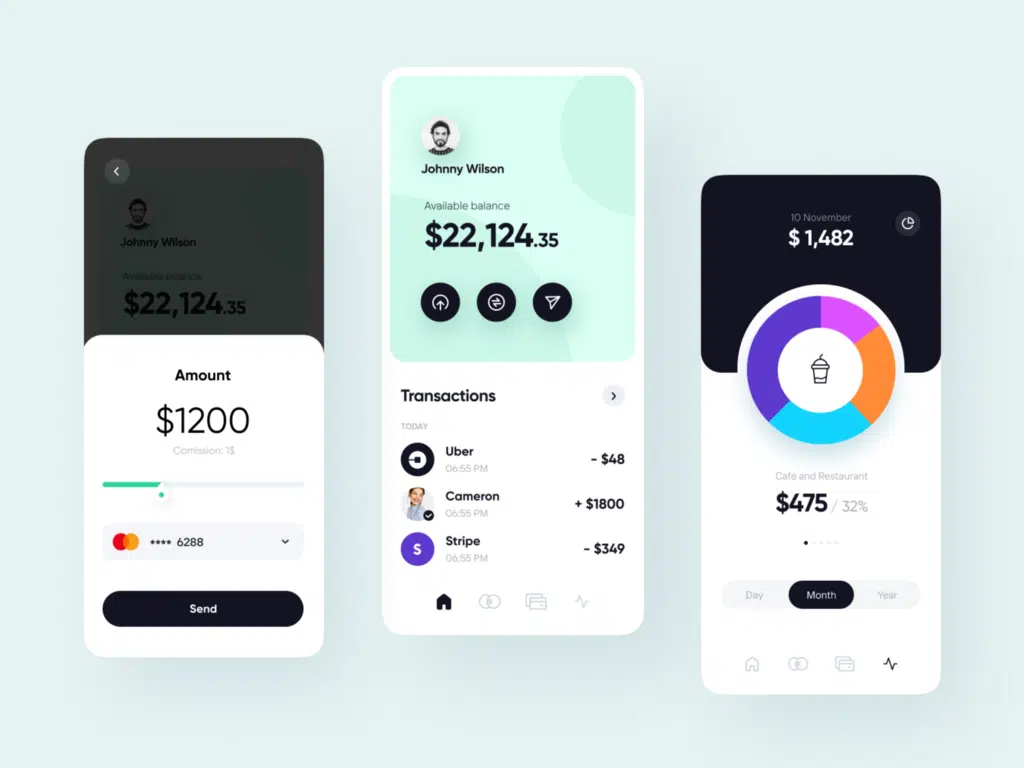 Johnny Wilson
Available balance
$22,124.35
Amount
$1200
Comission: 1$
**** 6288
Send
Johnny Wilson
Available balance
$22,124.35
Transactions
TODAY
Uber
06:55 PM
- $48
Cameron
06:55 PM
+ $1800
S
Stripe
06:55 PM
- $349
10 November
$ 1,482
Cafe and Restaurant
$475 / 32%
Day Month Year